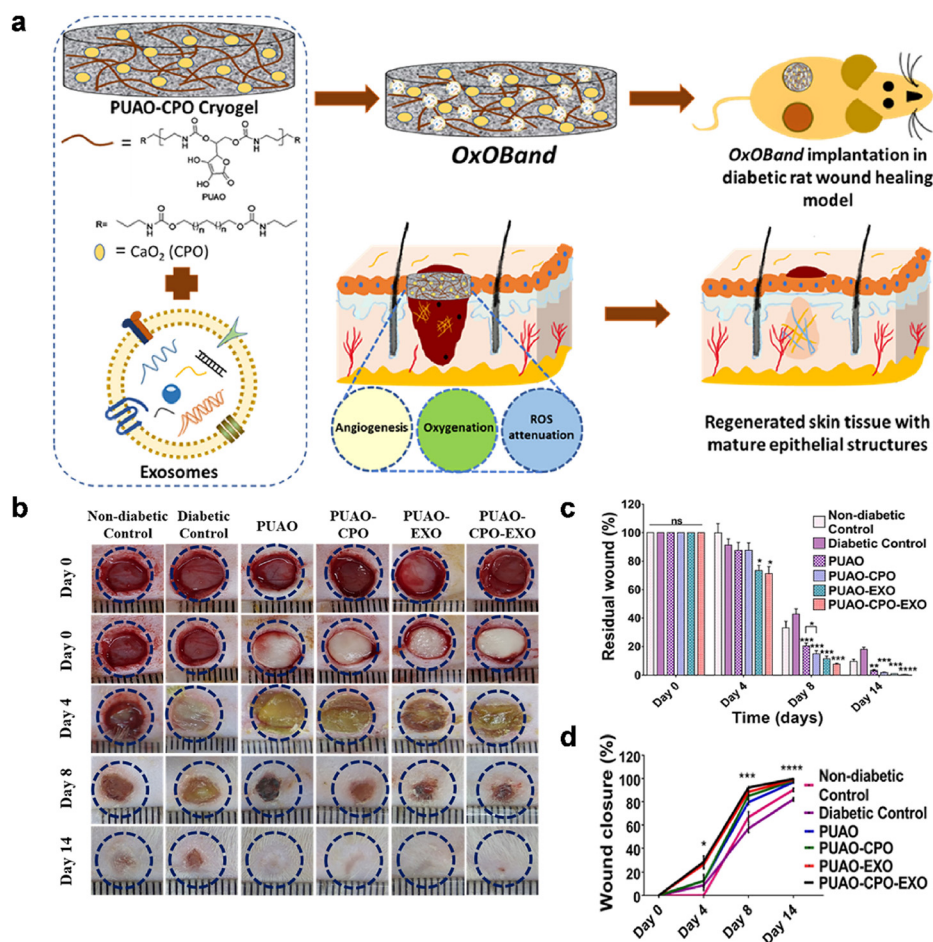 a
PUAO-CPO Cryogel
R
H
N
O
O
O
O
H
N
R
HO
HO
O
O
PUAO
R=
N
H
O
O
( )n
( )n
O
O
N
H
= CaO2 (CPO)
Exosomes
OxOBand
OxOBand implantation in
diabetic rat wound healing
model
Angiogenesis
Oxygenation
ROS
attenuation
Regenerated skin tissue with
mature epithelial structures
b
Non-diabetic
Control
Diabetic
Control
PUAO
PUAO-
CPO
PUAO-
EXO
PUAO-
CPO-EXO
Day 0
Day 0
Day 4
Day 8
Day 14
c
Residual wound (%)
120
100
80
60
40
20
0
ns
* *
*
*** *** *** ***
** *** *** ****
Day 0 Day 4 Day 8 Day 14
Time (days)
Non-diabetic
Control
Diabetic Control
PUAO
PUAO-CPO
PUAO-EXO
PUAO-CPO-EXO
d
Wound closure (%)
120
100
80
60
40
20
0
*
***
****
Day 0
Day 4
Day 8
Day 14
Non-diabetic
Control
Diabetic Control
PUAO
PUAO-CPO
PUAO-EXO
PUAO-CPO-EXO